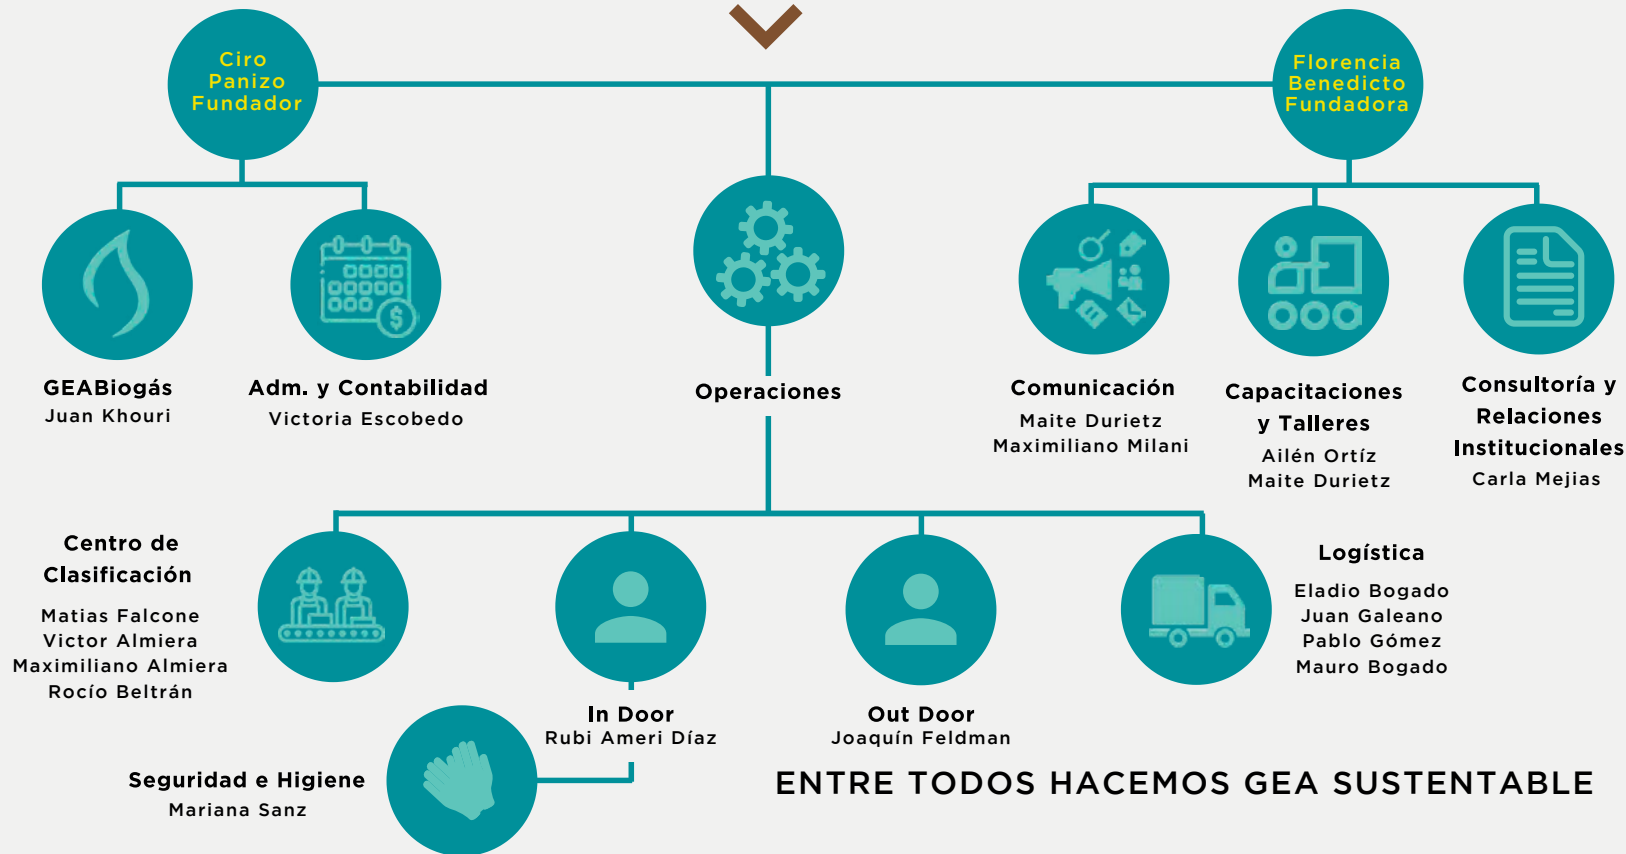 Ciro
Panizo
Fundador
Florencia
Benedicto
Fundadora
GEABiogás
Juan Khouri
Adm. y Contabilidad
Victoria Escobedo
Operaciones
Comunicación
Maite Durietz
Maximiliano Milani
Capacitaciones
y Talleres
Ailén Ortíz
Maite Durietz
Consultoría y
Relaciones
Institucionales
Carla Mejias
Centro de
Clasificación
Matias Falcone
Victor Almiera
Maximiliano Almiera
Rocío Beltrán
In Door
Rubi Ameri Díaz
Out Door
Joaquín Feldman
Logística
Eladio Bogado
Juan Galeano
Pablo Gómez
Mauro Bogado
Seguridad e Higiene
Mariana Sanz
ENTRE TODOS HACEMOS GEA SUSTENTABLE